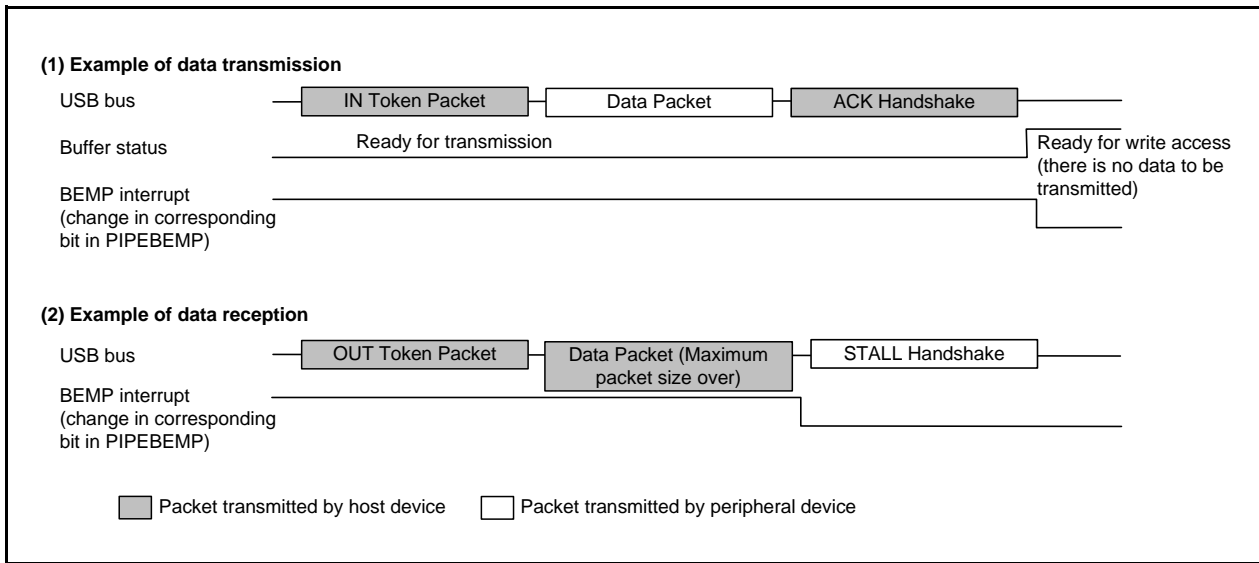 (1) Example of data transmission
USB bus
IN Token Packet
Data Packet
ACK Handshake
Buffer status
Ready for transmission
Ready for write access
(there is no data to be
transmitted)
BEMP interrupt
(change in corresponding
bit in PIPEBEMP)
(2) Example of data reception
USB bus
OUT Token Packet
Data Packet (Maximum
packet size over)
STALL Handshake
BEMP interrupt
(change in corresponding
bit in PIPEBEMP)
Packet transmitted by host device
Packet transmitted by peripheral device